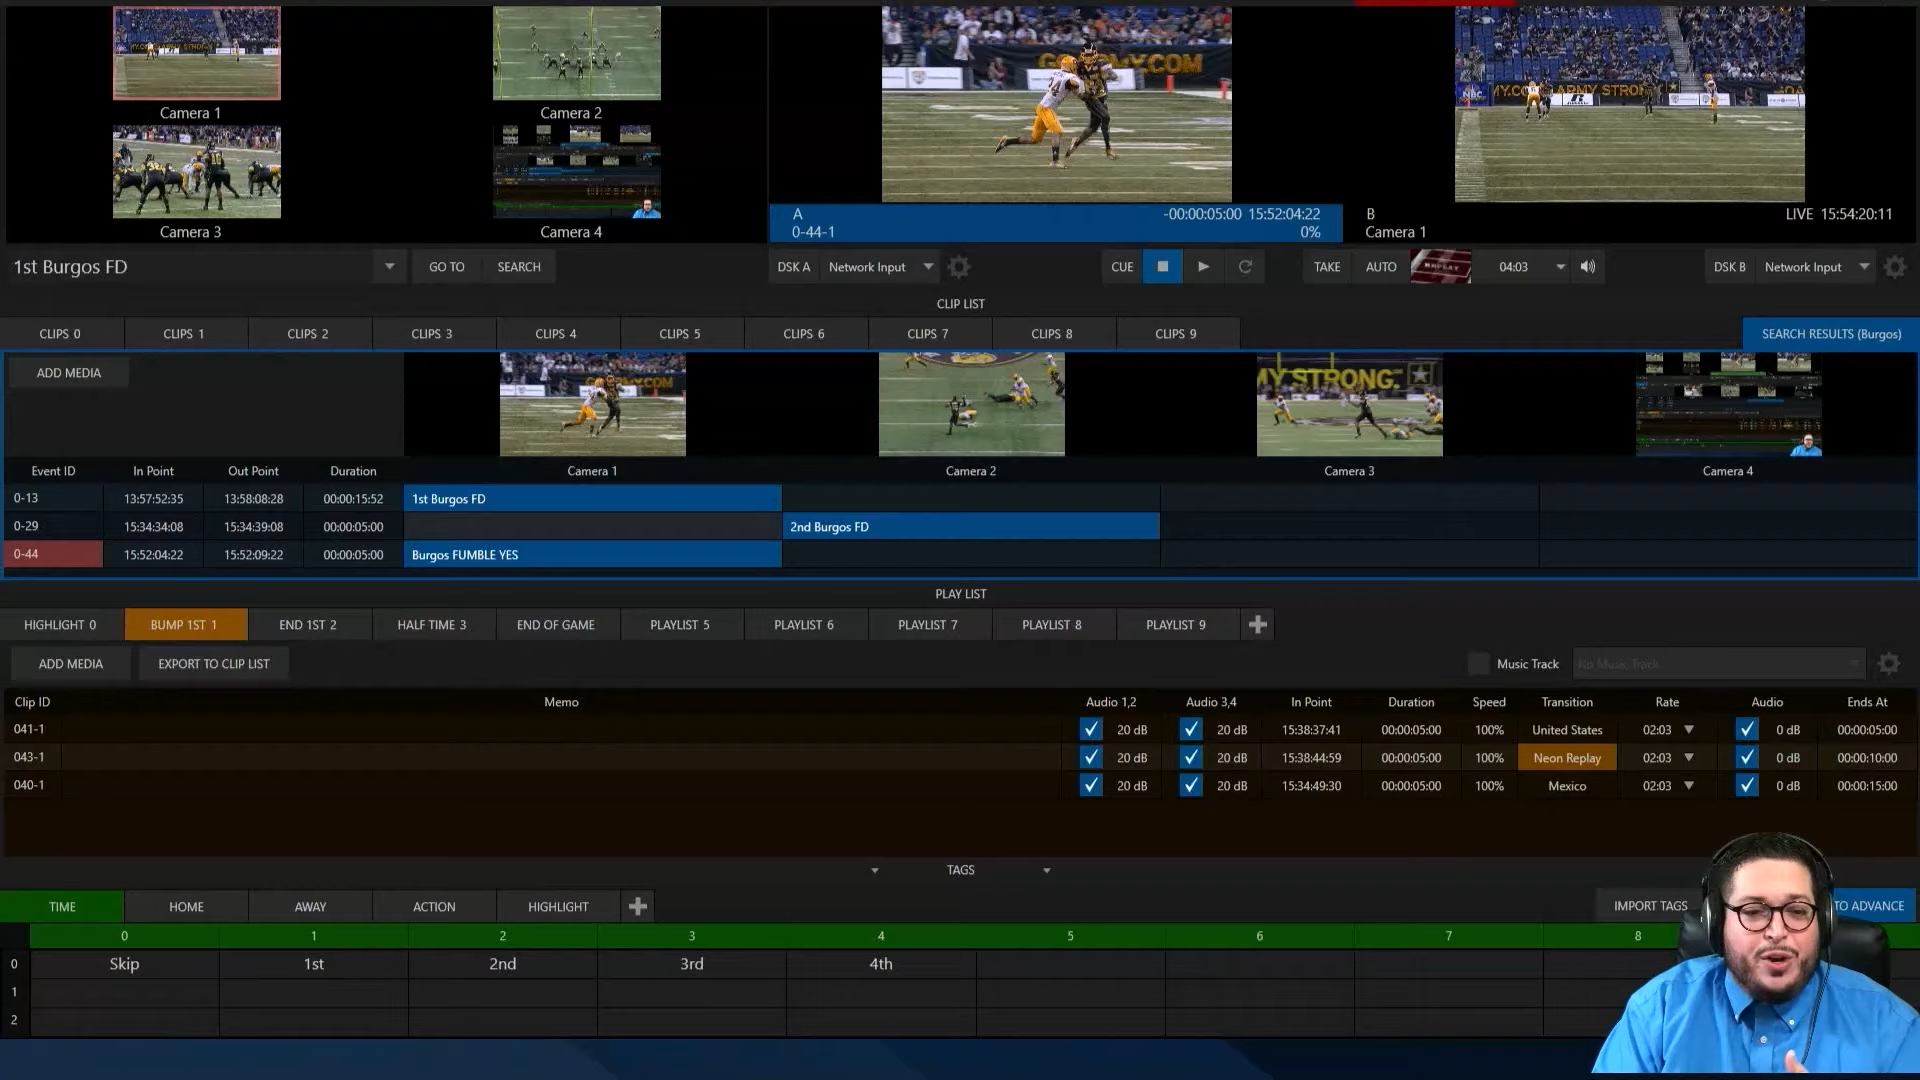 Camera 1
Camera 2
Camera 3
Camera 4
GOARMY.COM
A -00:00:05:00 15:52:04:22
0-44-1 0%
MY.CO ARMY STRONG
B LIVE 15:54:20:11
Camera 1
1st Burgos FD GO TO SEARCH
DSK A Network Input CUE TAKE AUTO REPLAY 04:03 DSK B Network Input
CLIP LIST
CLIPS 0 CLIPS 1 CLIPS 2 CLIPS 3 CLIPS 4 CLIPS 5 CLIPS 6 CLIPS 7 CLIPS 8 CLIPS 9 SEARCH RESULTS (Burgos)
ADD MEDIA
MY STRONG.
Event ID In Point Out Point Duration Camera 1 Camera 2 Camera 3 Camera 4
0-13 13:57:52:35 13:58:08:28 00:00:15:52 1st Burgos FD
0-29 15:34:34:08 15:34:39:08 00:00:05:00 2nd Burgos FD
0-44 15:52:04:22 15:52:09:22 00:00:05:00 Burgos FUMBLE YES
PLAY LIST
HIGHLIGHT 0 BUMP 1ST 1 END 1ST 2 HALF TIME 3 END OF GAME PLAYLIST 5 PLAYLIST 6 PLAYLIST 7 PLAYLIST 8 PLAYLIST 9
ADD MEDIA EXPORT TO CLIP LIST Music Track No Music Track
Clip ID Memo Audio 1,2 Audio 3,4 In Point Duration Speed Transition Rate Audio Ends At
041-1 20 dB 20 dB 15:38:37:41 00:00:05:00 100% United States 02:03 0 dB 00:00:05:00
043-1 20 dB 20 dB 15:38:44:59 00:00:05:00 100% Neon Replay 02:03 0 dB 00:00:10:00
040-1 20 dB 20 dB 15:34:49:30 00:00:05:00 100% Mexico 02:03 0 dB 00:00:15:00
TAGS
TIME HOME AWAY ACTION HIGHLIGHT IMPORT TAGS TO ADVANCE
0 1 2 3 4 5 6 7 8
0 Skip 1st 2nd 3rd 4th
1
2